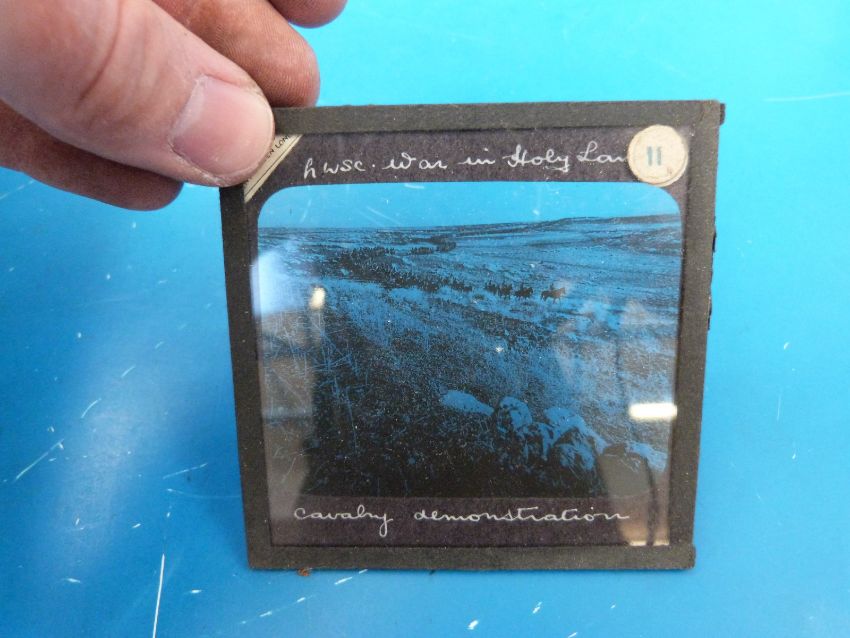 hwsc. War in Holy Lan
11
cavalry demonstration